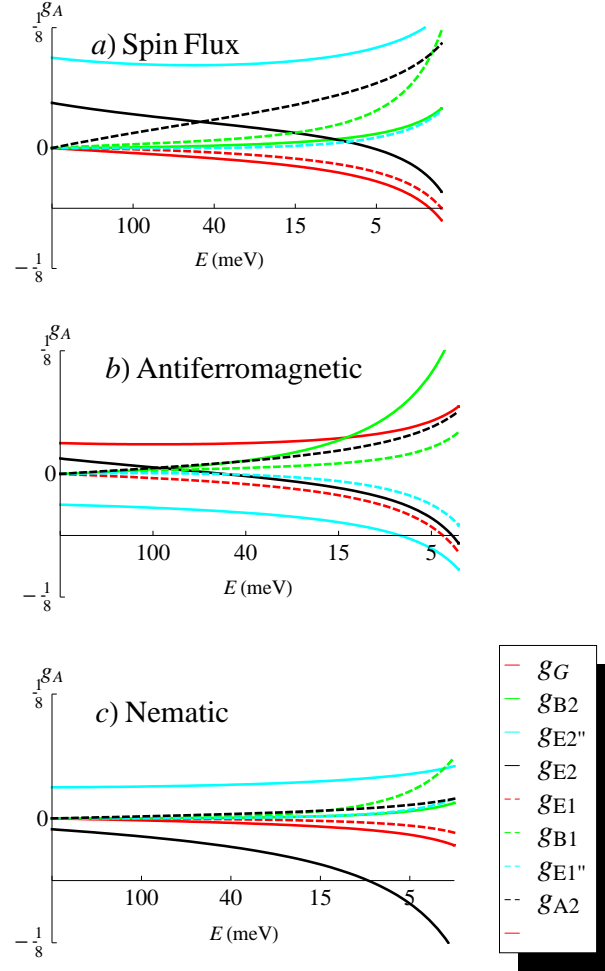 g_A
1/8
a) Spin Flux
0
100 40 15 5
E (meV)
−1/8
g_A
1/8
b) Antiferromagnetic
0
100 40 15 5
E (meV)
−1/8
g_A
1/8
c) Nematic
0
100 40 15 5
E (meV)
−1/8
g_G
g_B2
g_E2"
g_E2
g_E1
g_B1
g_E1"
g_A2